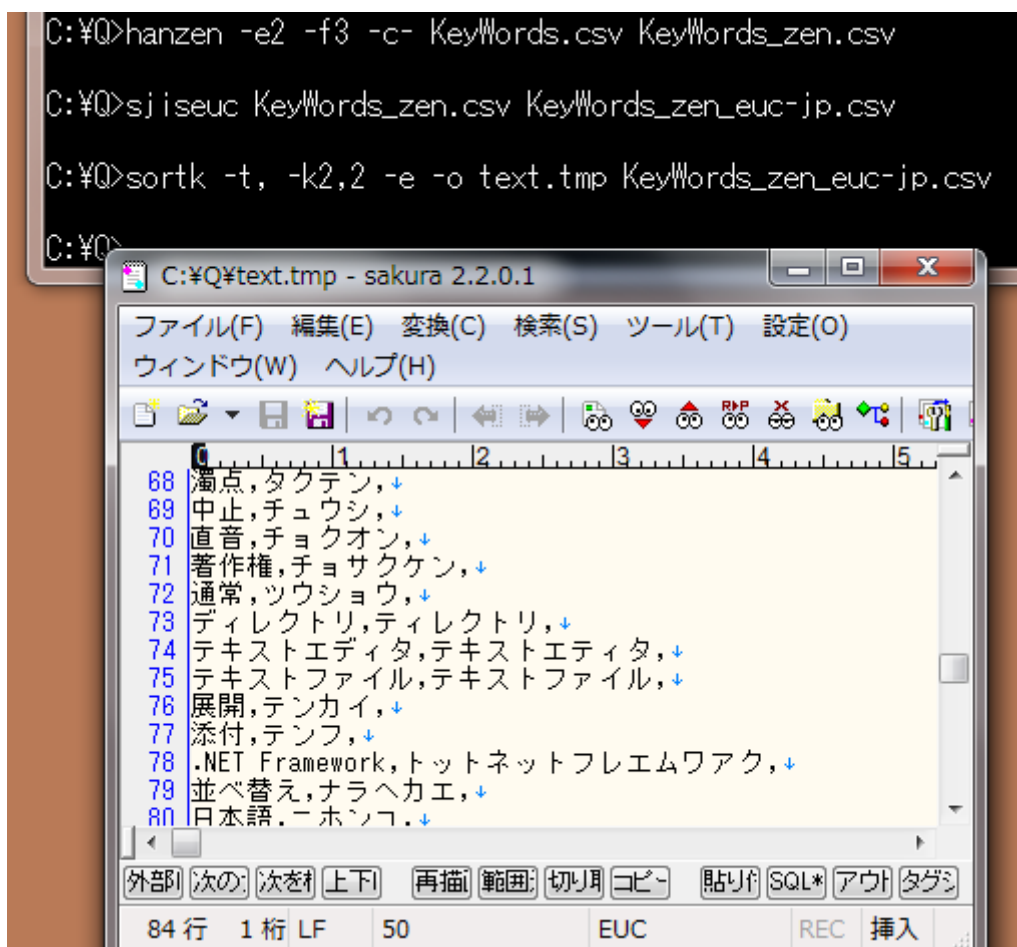 C:¥Q>hanzen -e2 -f3 -c- KeyWords.csv KeyWords_zen.csv
C:¥Q>sjiseuc KeyWords_zen.csv KeyWords_zen_euc-jp.csv
C:¥Q>sortk -t, -k2,2 -e -o text.tmp KeyWords_zen_euc-jp.csv
C:¥Q>
C:¥Q¥text.tmp - sakura 2.2.0.1
ファイル(F) 編集(E) 変換(C) 検索(S) ツール(T) 設定(O)
ウィンドウ(W) ヘルプ(H)
0 1 2 3 4 5
68 濁点,タクテン,↓
69 中止,チュウシ,↓
70 直音,チョクオン,↓
71 著作権,チョサクケン,↓
72 通常,ツウショウ,↓
73 ディレクトリ,ティレクトリ,↓
74 テキストエディタ,テキストエティタ,↓
75 テキストファイル,テキストファイル,↓
76 展開,テンカイ,↓
77 添付,テンフ,↓
78 .NET Framework,トットネットフレエムワアク,↓
79 並べ替え,ナラヘカエ,↓
80 日本語,ニホンコ,↓
外部 次の 次を 上下 再描 範囲 切り コピー 貼り付 SQL* アウト タグジ
84 行 1 桁 LF 50 EUC REC 挿入